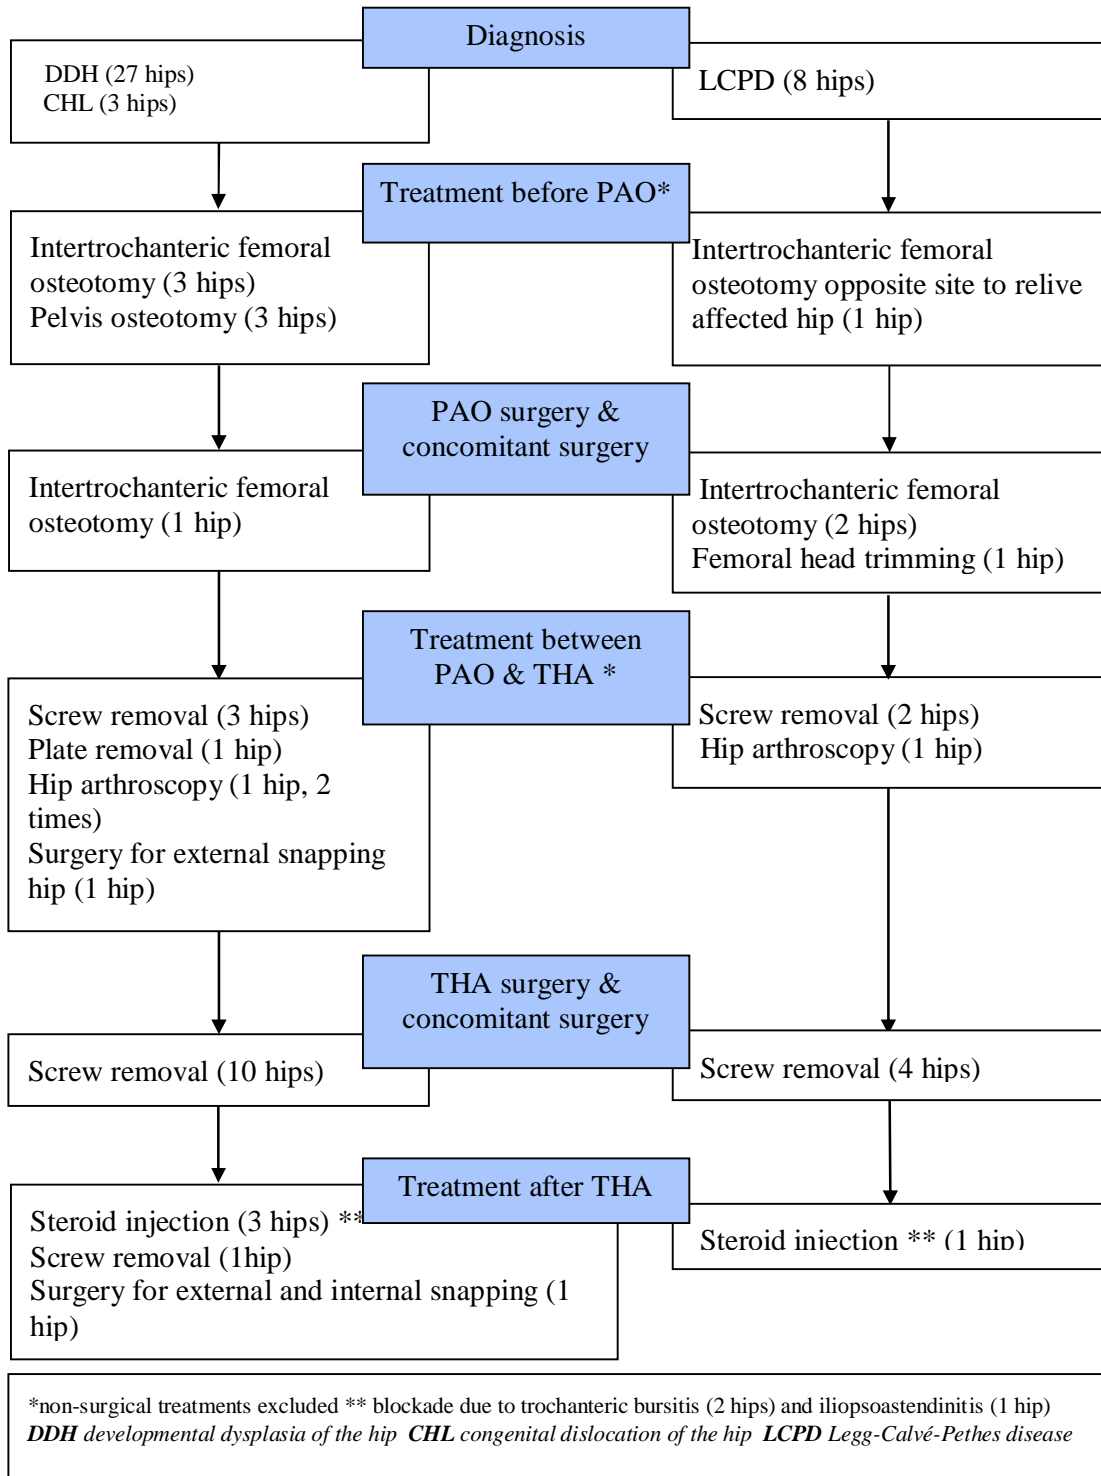 Diagnosis
DDH (27 hips)
CHL (3 hips)
LCPD (8 hips)
Treatment before PAO*
Intertrochanteric femoral
osteotomy (3 hips)
Pelvis osteotomy (3 hips)
Intertrochanteric femoral
osteotomy opposite site to relive
affected hip (1 hip)
PAO surgery &
concomitant surgery
Intertrochanteric femoral
osteotomy (1 hip)
Intertrochanteric femoral
osteotomy (2 hips)
Femoral head trimming (1 hip)
Treatment between
PAO & THA *
Screw removal (3 hips)
Plate removal (1 hip)
Hip arthroscopy (1 hip, 2
times)
Surgery for external snapping
hip (1 hip)
Screw removal (2 hips)
Hip arthroscopy (1 hip)
THA surgery &
concomitant surgery
Screw removal (10 hips)
Screw removal (4 hips)
Treatment after THA
Steroid injection (3 hips) **
Screw removal (1hip)
Surgery for external and internal snapping (1
hip)
Steroid injection ** (1 hip)
*non-surgical treatments excluded ** blockade due to trochanteric bursitis (2 hips) and iliopsoastendinitis (1 hip)
DDH developmental dysplasia of the hip CHL congenital dislocation of the hip LCPD Legg-Calvé-Pethes disease